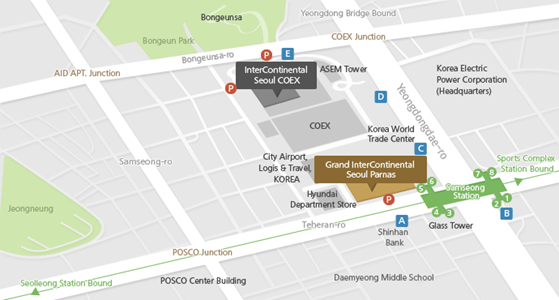 Bongeunsa
Yeongdong Bridge Bound
Bongeun Park
COEX Junction
P
E
Bongeunsa-ro
AID APT. Junction
InterContinental
Seoul COEX
ASEM Tower
Korea Electric
Power Corporation
(Headquarters)
P
D
Yeongdongdae-ro
COEX
Korea World
Trade Center
Samseong-ro
C
City Airport,
Logis & Travel,
KOREA
Grand InterContinental
Seoul Parnas
Sports Complex
Station Bound
7
8
5
6
Samseong
Station
Hyundai
Department Store
P
1
2
Jeongneung
4
3
B
A
Teheran-ro
Shinhan
Bank
Glass Tower
POSCO Junction
Seolleong Station Bound
POSCO Center Building
Daemyeong Middle School